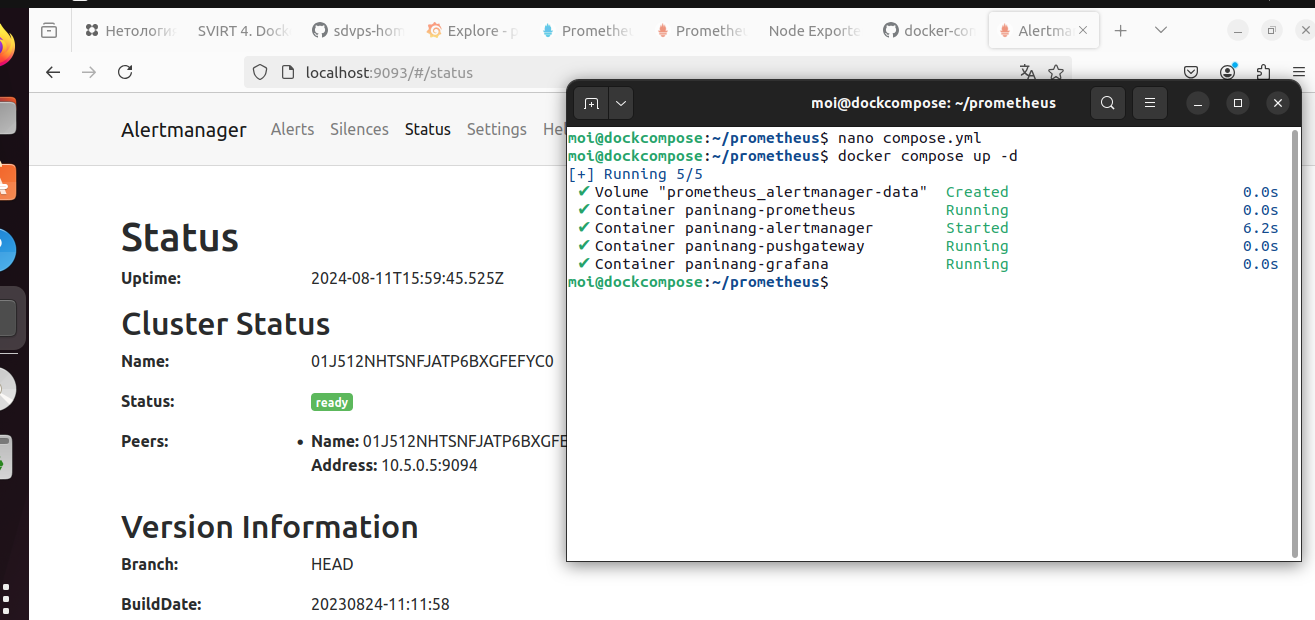 Нетологи SVIRT 4. Dock sdvps-hom Explore - p Promethe Prometheu Node Exporte docker-con Alertma
localhost:9093/#/status
Alertmanager Alerts Silences Status Settings Hel
Status
Uptime: 2024-08-11T15:59:45.525Z
Cluster Status
Name: 01J512NHTSNFJATP6BXGFEFYC0
Status: ready
Peers: • Name: 01J512NHTSNFJATP6BXGFE
Address: 10.5.0.5:9094
Version Information
Branch: HEAD
BuildDate: 20230824-11:11:58
moi@dockcompose: ~/prometheus
moi@dockcompose:~/prometheus$ nano compose.yml
moi@dockcompose:~/prometheus$ docker compose up -d
[+] Running 5/5
✔ Volume "prometheus_alertmanager-data" Created 0.0s
✔ Container paninang-prometheus Running 0.0s
✔ Container paninang-alertmanager Started 6.2s
✔ Container paninang-pushgateway Running 0.0s
✔ Container paninang-grafana Running 0.0s
moi@dockcompose:~/prometheus$